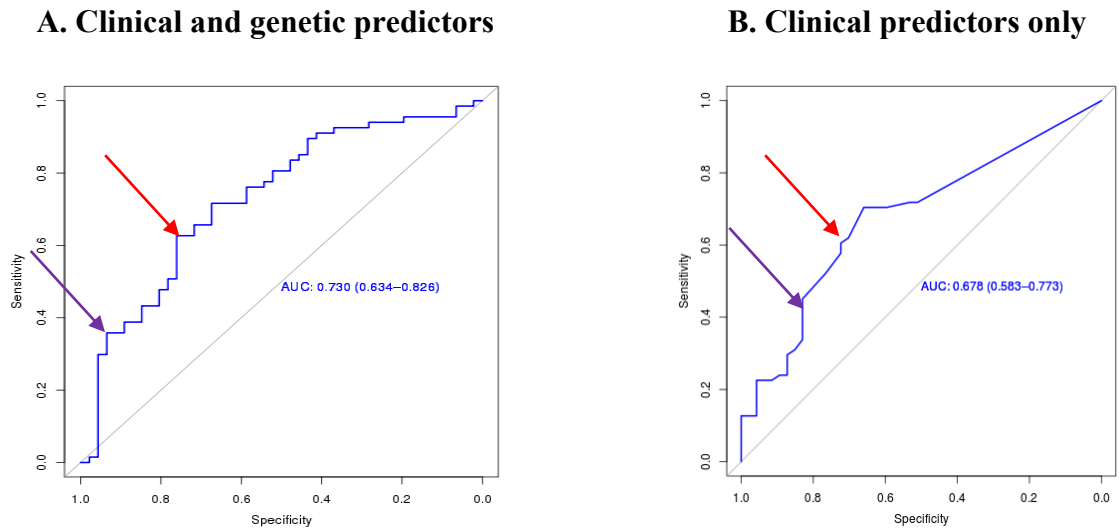 A. Clinical and genetic predictors
1.0
0.8
0.6
0.4
0.2
0.0
Sensitivity
AUC: 0.730 (0.634–0.826)
1.0 0.8 0.6 0.4 0.2 0.0
Specificity
B. Clinical predictors only
1.0
0.8
0.6
0.4
0.2
0.0
Sensitivity
AUC: 0.678 (0.583–0.773)
1.0 0.8 0.6 0.4 0.2 0.0
Specificity